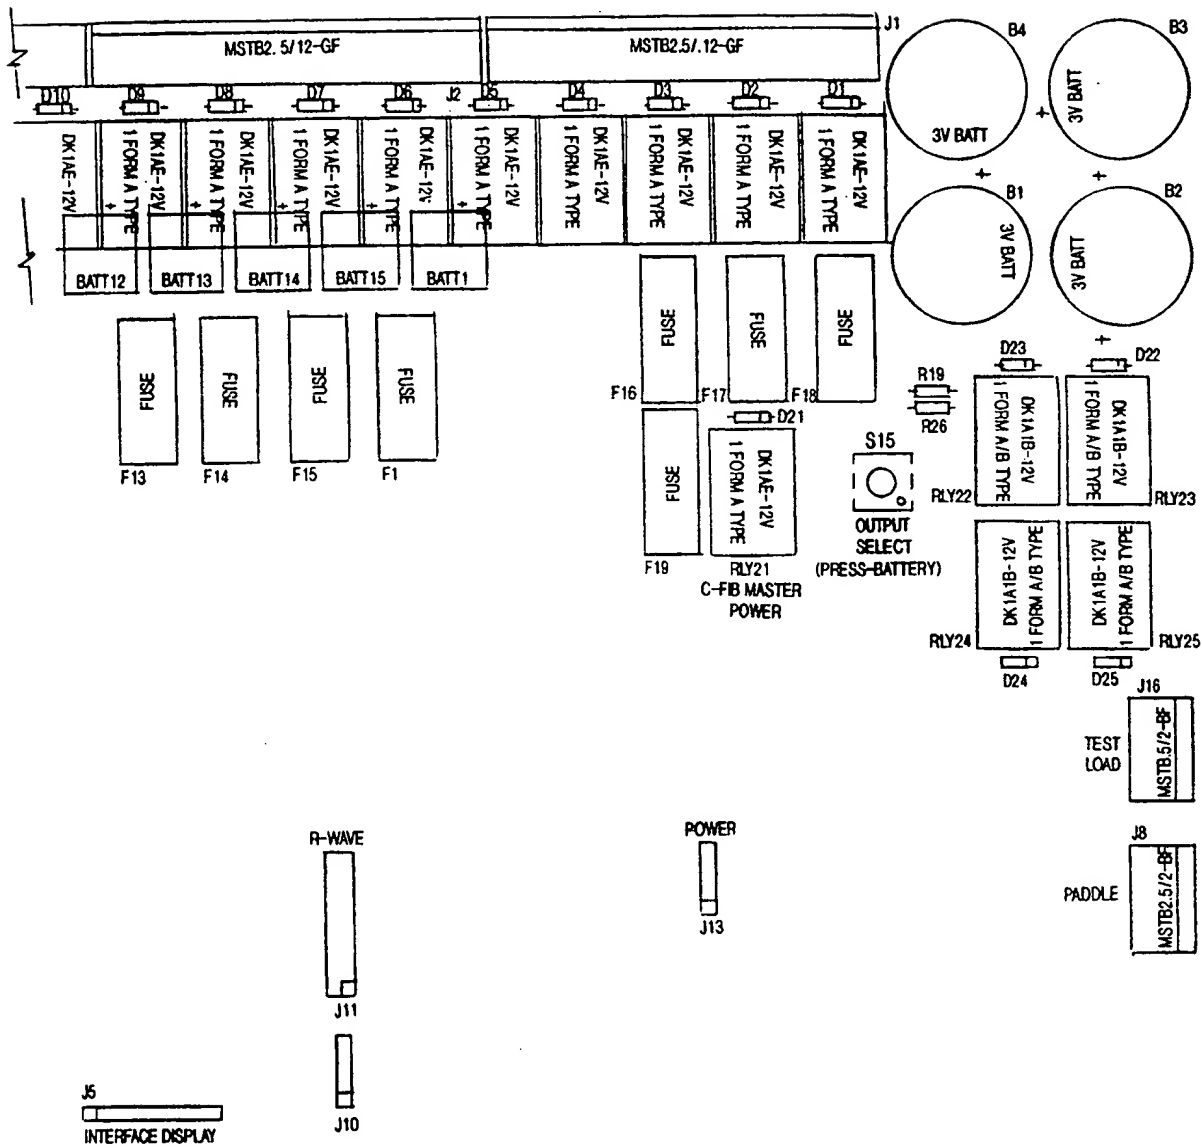 J1
MSTB2. 5/12-GF
MSTB2.5/.12-GF
B4
B3
3V BATT
3V BATT
D10
D9
D8
D7
D6
J2
D5
D4
D3
D2
D1
DK1AE-12V
1 FORM A TYPE
DK1AE-12V
1 FORM A TYPE
DK1AE-12V
1 FORM A TYPE
DK1AE-12V
1 FORM A TYPE
DK1AE-12V
1 FORM A TYPE
DK1AE-12V
1 FORM A TYPE
DK1AE-12V
1 FORM A TYPE
DK1AE-12V
1 FORM A TYPE
DK1AE-12V
1 FORM A TYPE
DK1AE-12V
B1
B2
3V BATT
3V BATT
BATT12
BATT13
BATT14
BATT15
BATT1
FUSE
FUSE
FUSE
F16
F17
F18
FUSE
FUSE
FUSE
FUSE
F13
F14
F15
F1
D21
FUSE
F19
DK1AE-12V
1 FORM A TYPE
RLY21
C-FIB MASTER
POWER
R19
R26
S15
OUTPUT
SELECT
(PRESS-BATTERY)
D23
D22
DK1A1B-12V
1 FORM A/B TYPE
DK1A1B-12V
1 FORM A/B TYPE
RLY22
RLY23
DK1A1B-12V
1 FORM A/B TYPE
DK1A1B-12V
1 FORM A/B TYPE
RLY24
RLY25
D24
D25
J16
TEST
LOAD
MSTB.5/2-BF
J8
PADDLE
MSTB2.5/2-BF
R-WAVE
J11
POWER
J13
J10
J5
INTERFACE DISPLAY